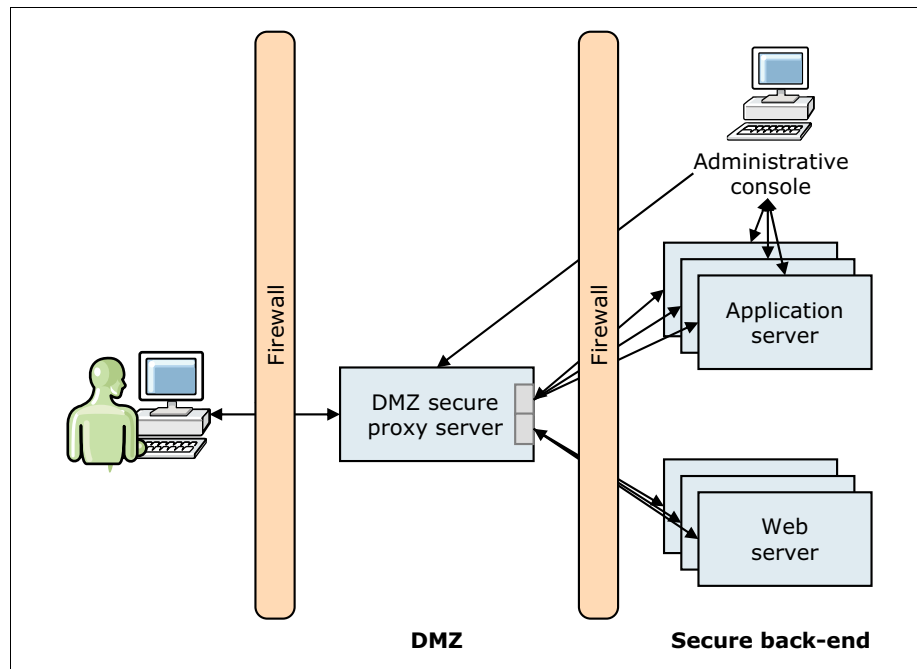 Administrative
console
Firewall
Firewall
Application
server
DMZ secure
proxy server
Web
server
DMZ
Secure back-end